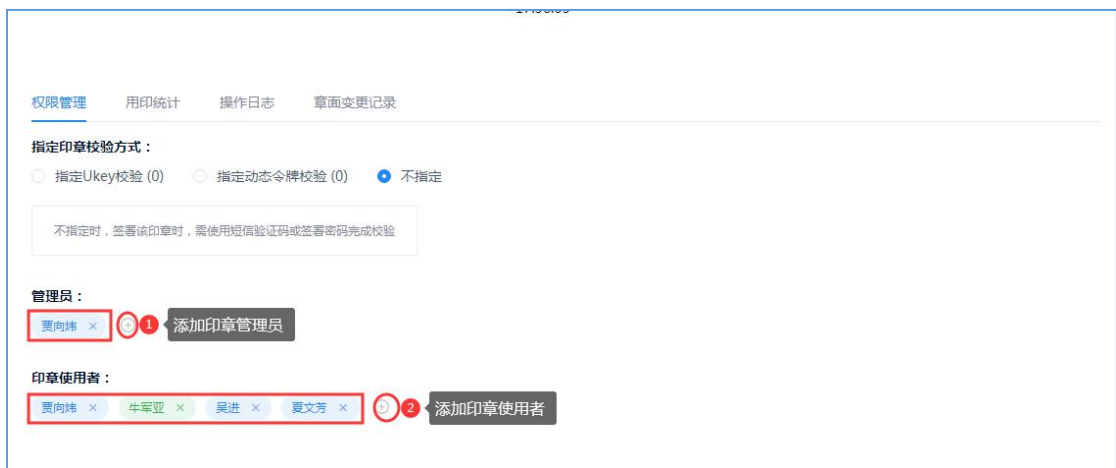 权限管理 用印统计 操作日志 章面变更记录
指定印章校验方式：
指定Ukey校验 (0) 指定动态令牌校验 (0) 不指定
不指定时，签署该印章时，需使用短信验证码或签署密码完成校验
管理员：
贾向炜 × 1 添加印章管理员
印章使用者：
贾向炜 × 牛军亚 × 吴进 × 夏文芳 × 2 添加印章使用者